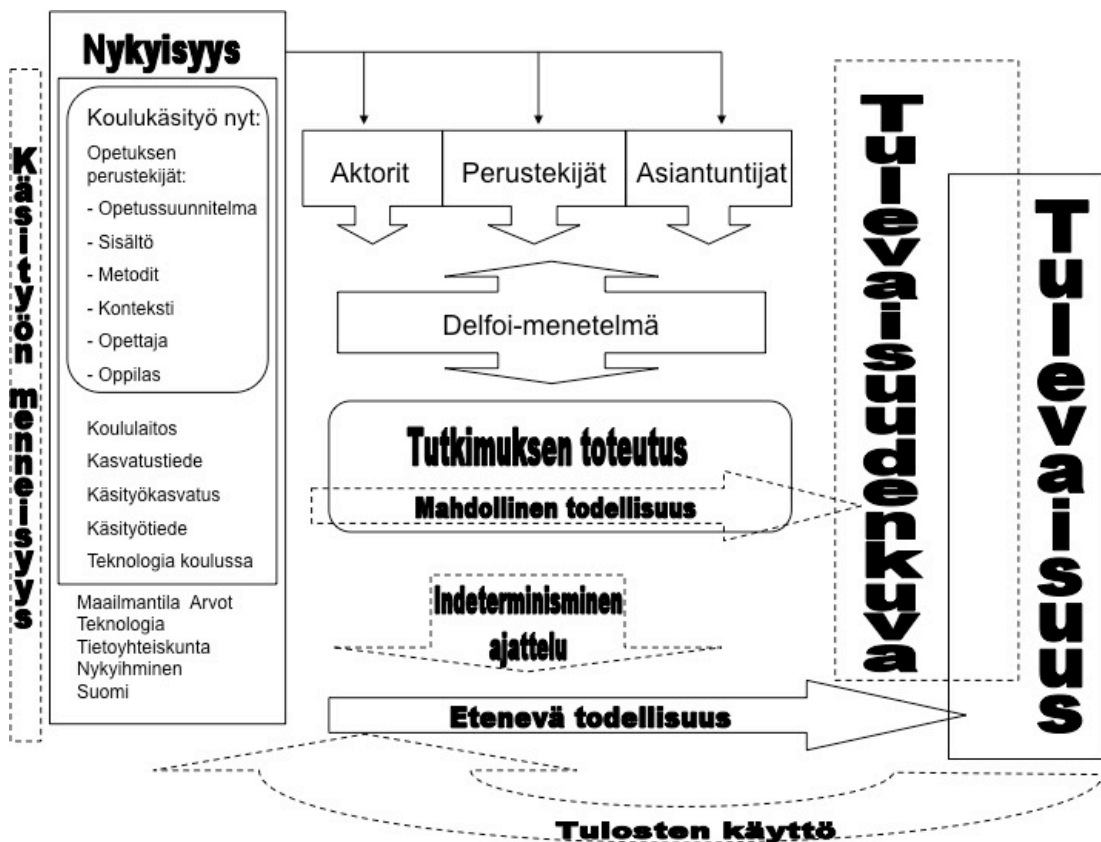 Käsityön menneisyys
Nykyisyys
Koulukäsityö nyt:
Opetuksen
perustekijät:
- Opetussuunnitelma
- Sisältö
- Metodit
- Konteksti
- Opettaja
- Oppilas
Koululaitos
Kasvatustiede
Käsityökasvatus
Käsityötiede
Teknologia koulussa
Maailmantila Arvot
Teknologia
Tietoyhteiskunta
Nykyihminen
Suomi
Aktorit
Perustekijät
Asiantuntijat
Delfoi-menetelmä
Tutkimuksen toteutus
Mahdollinen todellisuus
Indeterminisminen
ajattelu
Etenevä todellisuus
Tulosten käyttö
Tulevaisuudenkuva
Tulevaisuus